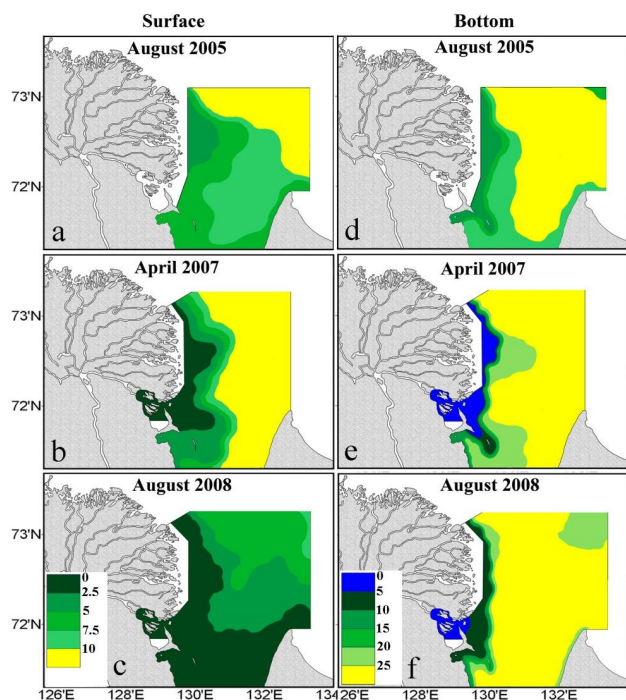 Surface Bottom
August 2005 August 2005
73'N
72'N
a d
April 2007 April 2007
73'N
72'N
b e
August 2008 August 2008
73'N
72'N
0 0
2.5 5
5 10
7.5 15
10 20
25
c f
126'E 128'E 130'E 132'E 134 126'E 128'E 130'E 132'E